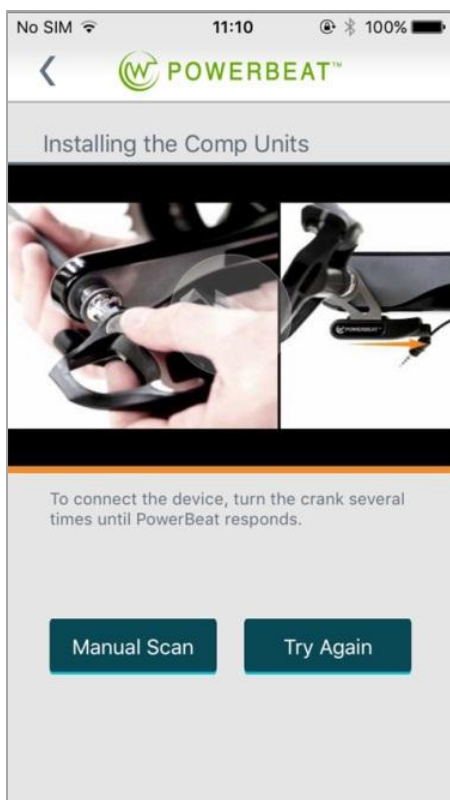 No SIM 11:10 100%
POWERBEAT™
Installing the Comp Units
POWERBEAT™
To connect the device, turn the crank several
times until PowerBeat responds.
Manual Scan Try Again